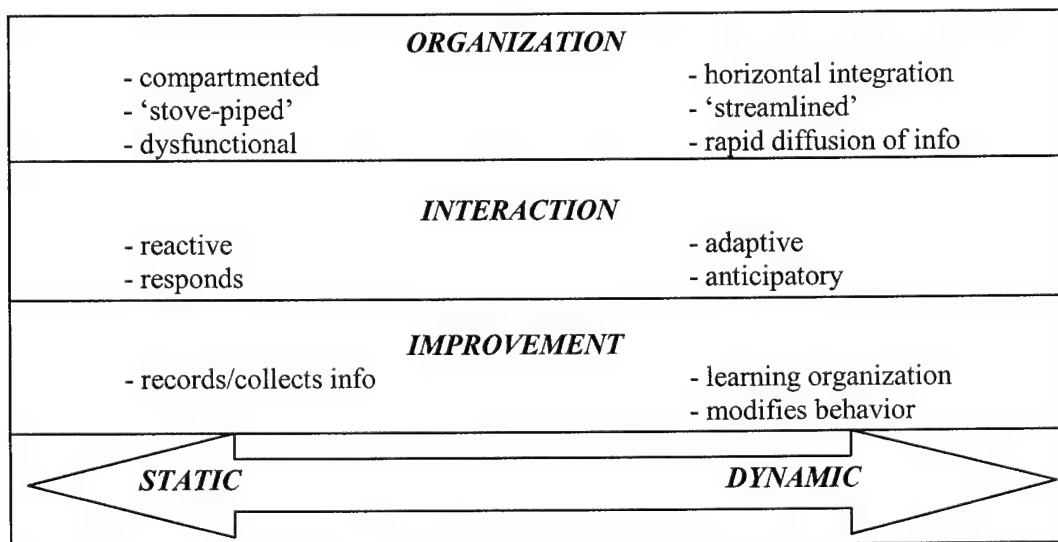 ORGANIZATION
- compartmented - horizontal integration
- ‘stove-piped’ - ‘streamlined’
- dysfunctional - rapid diffusion of info
INTERACTION
- reactive - adaptive
- responds - anticipatory
IMPROVEMENT
- records/collects info - learning organization
- modifies behavior
STATIC DYNAMIC